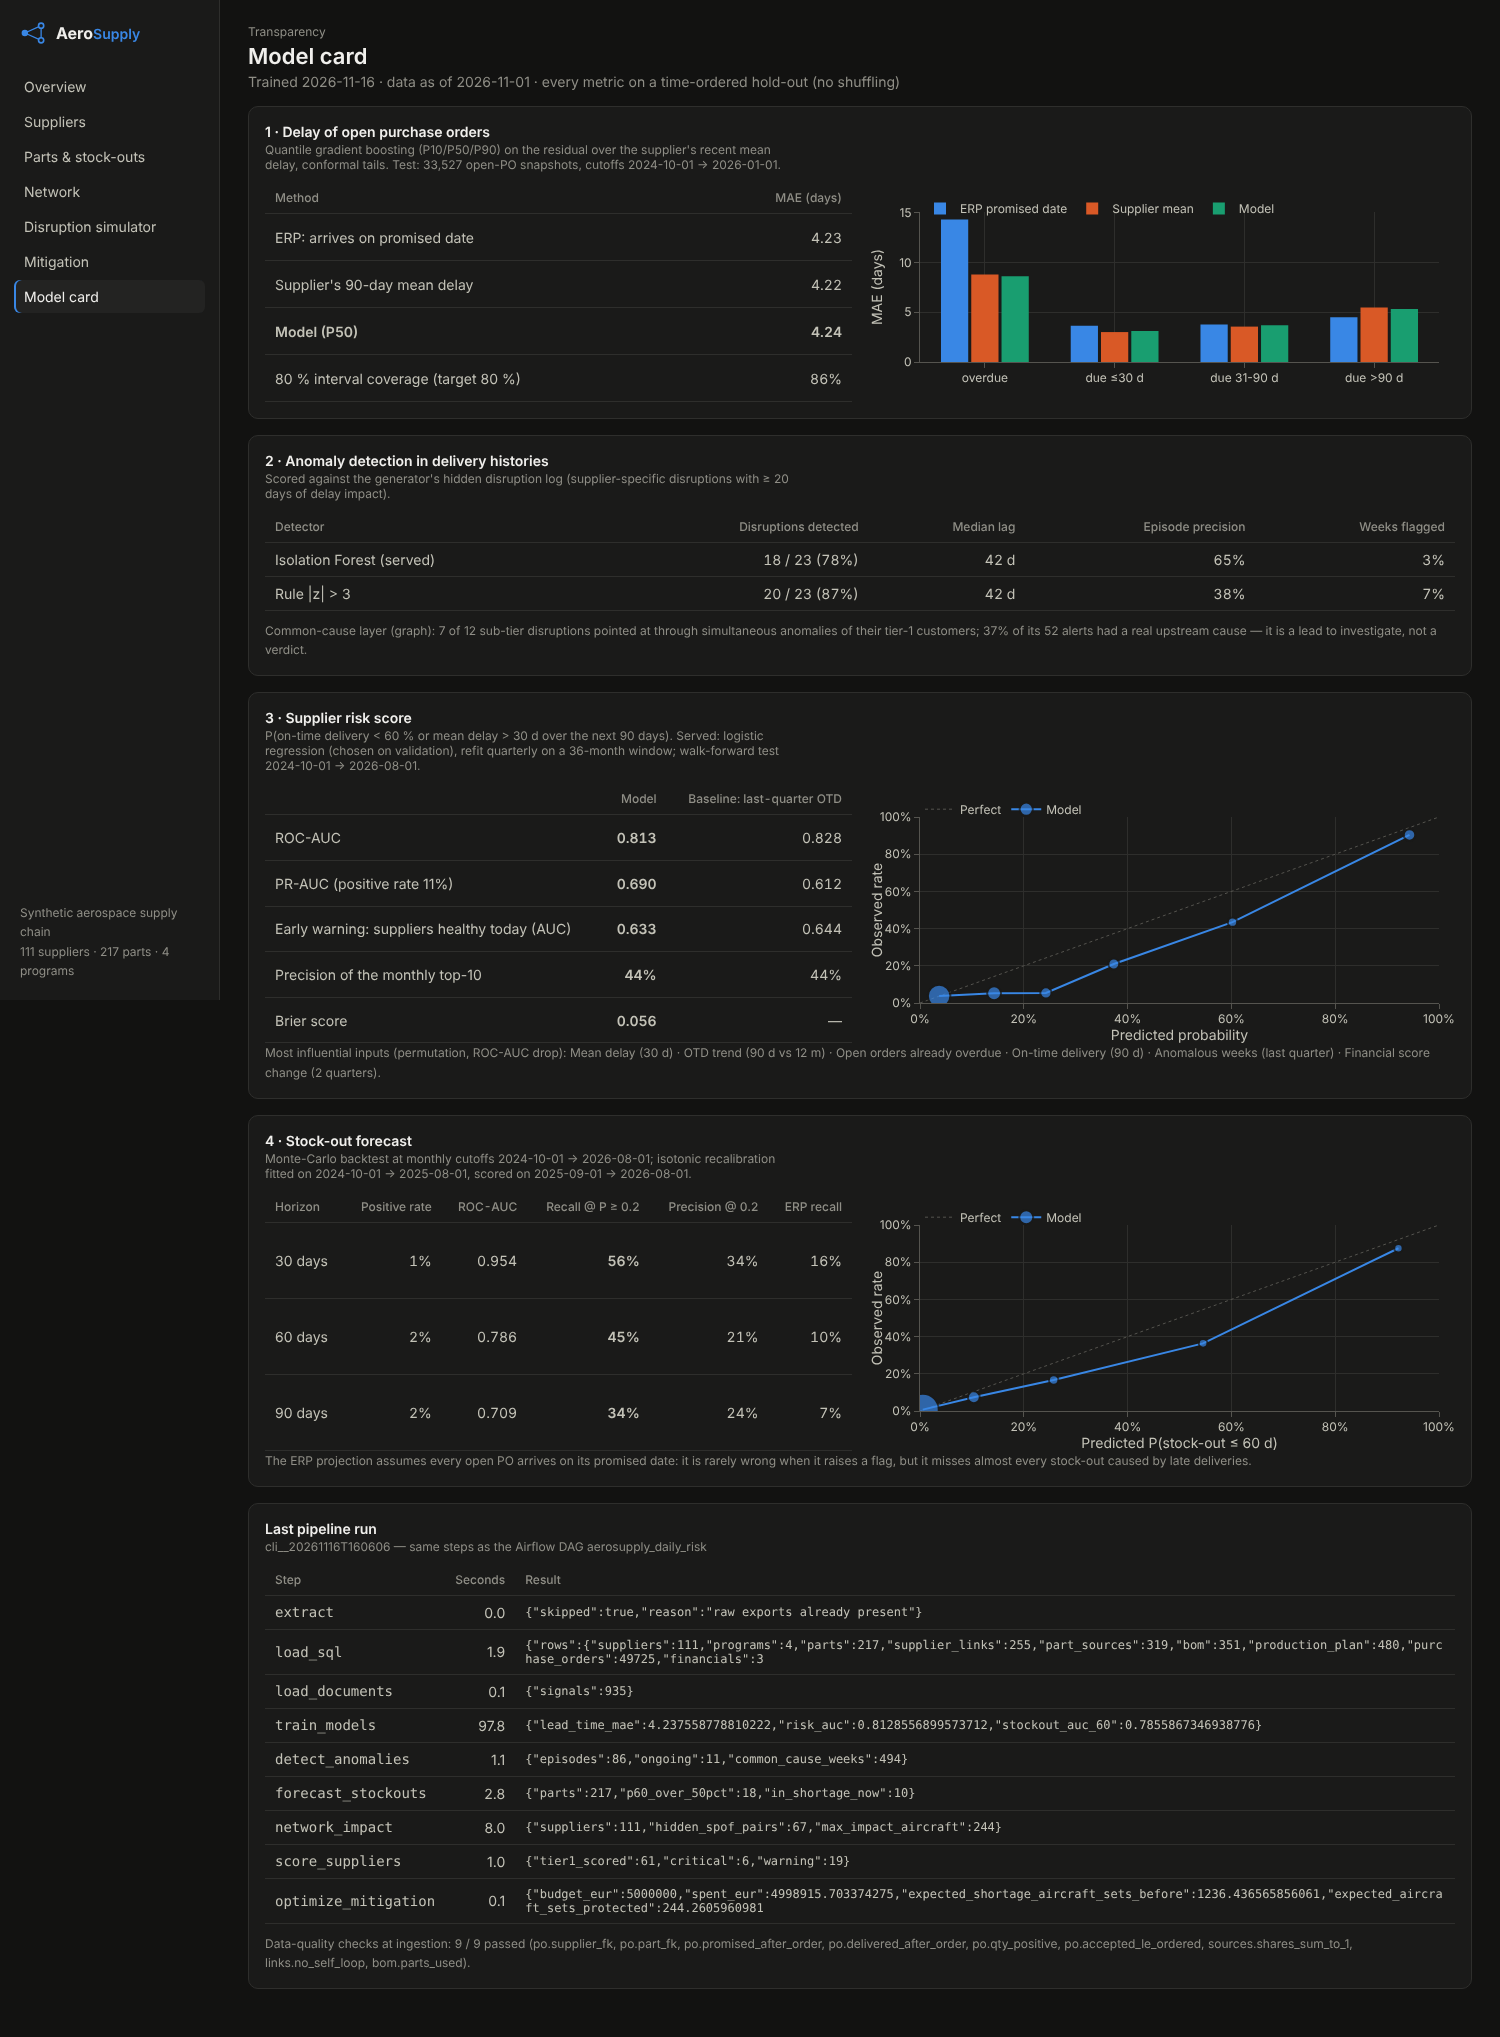 AeroSupply
Overview
Suppliers
Parts & stock-outs
Network
Disruption simulator
Mitigation
Model card
Synthetic aerospace supply
chain
111 suppliers · 217 parts · 4
programs
Transparency
Model card
Trained 2026-11-16 · data as of 2026-11-01 · every metric on a time-ordered hold-out (no shuffling)
1 · Delay of open purchase orders
Quantile gradient boosting (P10/P50/P90) on the residual over the supplier's recent mean
delay, conformal tails. Test: 33,527 open-PO snapshots, cutoffs 2024-10-01 → 2026-01-01.
Method MAE (days)
ERP: arrives on promised date 4.23
Supplier's 90-day mean delay 4.22
Model (P50) 4.24
80 % interval coverage (target 80 %) 86%
ERP promised date Supplier mean Model
MAE (days)
15
10
5
0
overdue due ≤30 d due 31-90 d due >90 d
2 · Anomaly detection in delivery histories
Scored against the generator's hidden disruption log (supplier-specific disruptions with ≥ 20
days of delay impact).
Detector Disruptions detected Median lag Episode precision Weeks flagged
Isolation Forest (served) 18 / 23 (78%) 42 d 65% 3%
Rule |z| > 3 20 / 23 (87%) 42 d 38% 7%
Common-cause layer (graph): 7 of 12 sub-tier disruptions pointed at through simultaneous anomalies of their tier-1 customers; 37% of its 52 alerts had a real upstream cause — it is a lead to investigate, not a
verdict.
3 · Supplier risk score
P(on-time delivery < 60 % or mean delay > 30 d over the next 90 days). Served: logistic
regression (chosen on validation), refit quarterly on a 36-month window; walk-forward test
2024-10-01 → 2026-08-01.
Model Baseline: last-quarter OTD
ROC-AUC 0.813 0.828
PR-AUC (positive rate 11%) 0.690 0.612
Early warning: suppliers healthy today (AUC) 0.633 0.644
Precision of the monthly top-10 44% 44%
Brier score 0.056 —
Perfect Model
Observed rate
100%
80%
60%
40%
20%
0%
0% 20% 40% 60% 80% 100%
Predicted probability
Most influential inputs (permutation, ROC-AUC drop): Mean delay (30 d) · OTD trend (90 d vs 12 m) · Open orders already overdue · On-time delivery (90 d) · Anomalous weeks (last quarter) · Financial score
change (2 quarters).
4 · Stock-out forecast
Monte-Carlo backtest at monthly cutoffs 2024-10-01 → 2026-08-01; isotonic recalibration
fitted on 2024-10-01 → 2025-08-01, scored on 2025-09-01 → 2026-08-01.
Horizon Positive rate ROC-AUC Recall @ P ≥ 0.2 Precision @ 0.2 ERP recall
30 days 1% 0.954 56% 34% 16%
60 days 2% 0.786 45% 21% 10%
90 days 2% 0.709 34% 24% 7%
Perfect Model
Observed rate
100%
80%
60%
40%
20%
0%
0% 20% 40% 60% 80% 100%
Predicted P(stock-out ≤ 60 d)
The ERP projection assumes every open PO arrives on its promised date: it is rarely wrong when it raises a flag, but it misses almost every stock-out caused by late deliveries.
Last pipeline run
cli__20261116T160606 — same steps as the Airflow DAG aerosupply_daily_risk
Step Seconds Result
extract 0.0 {"skipped":true,"reason":"raw exports already present"}
load_sql 1.9 {"rows":{"suppliers":111,"programs":4,"parts":217,"supplier_links":255,"part_sources":319,"bom":351,"production_plan":480,"purc
hase_orders":49725,"financials":3
load_documents 0.1 {"signals":935}
train_models 97.8 {"lead_time_mae":4.237558778810222,"risk_auc":0.8128556899573712,"stockout_auc_60":0.7855867346938776}
detect_anomalies 1.1 {"episodes":86,"ongoing":11,"common_cause_weeks":494}
forecast_stockouts 2.8 {"parts":217,"p60_over_50pct":18,"in_shortage_now":10}
network_impact 8.0 {"suppliers":111,"hidden_spof_pairs":67,"max_impact_aircraft":244}
score_suppliers 1.0 {"tier1_scored":61,"critical":6,"warning":19}
optimize_mitigation 0.1 {"budget_eur":5000000,"spent_eur":4998915.703374275,"expected_shortage_aircraft_sets_before":1236.436565856061,"expected_aircra
ft_sets_protected":244.2605960981
Data-quality checks at ingestion: 9 / 9 passed (po.supplier_fk, po.part_fk, po.promised_after_order, po.delivered_after_order, po.qty_positive, po.accepted_le_ordered, sources.shares_sum_to_1,
links.no_self_loop, bom.parts_used).